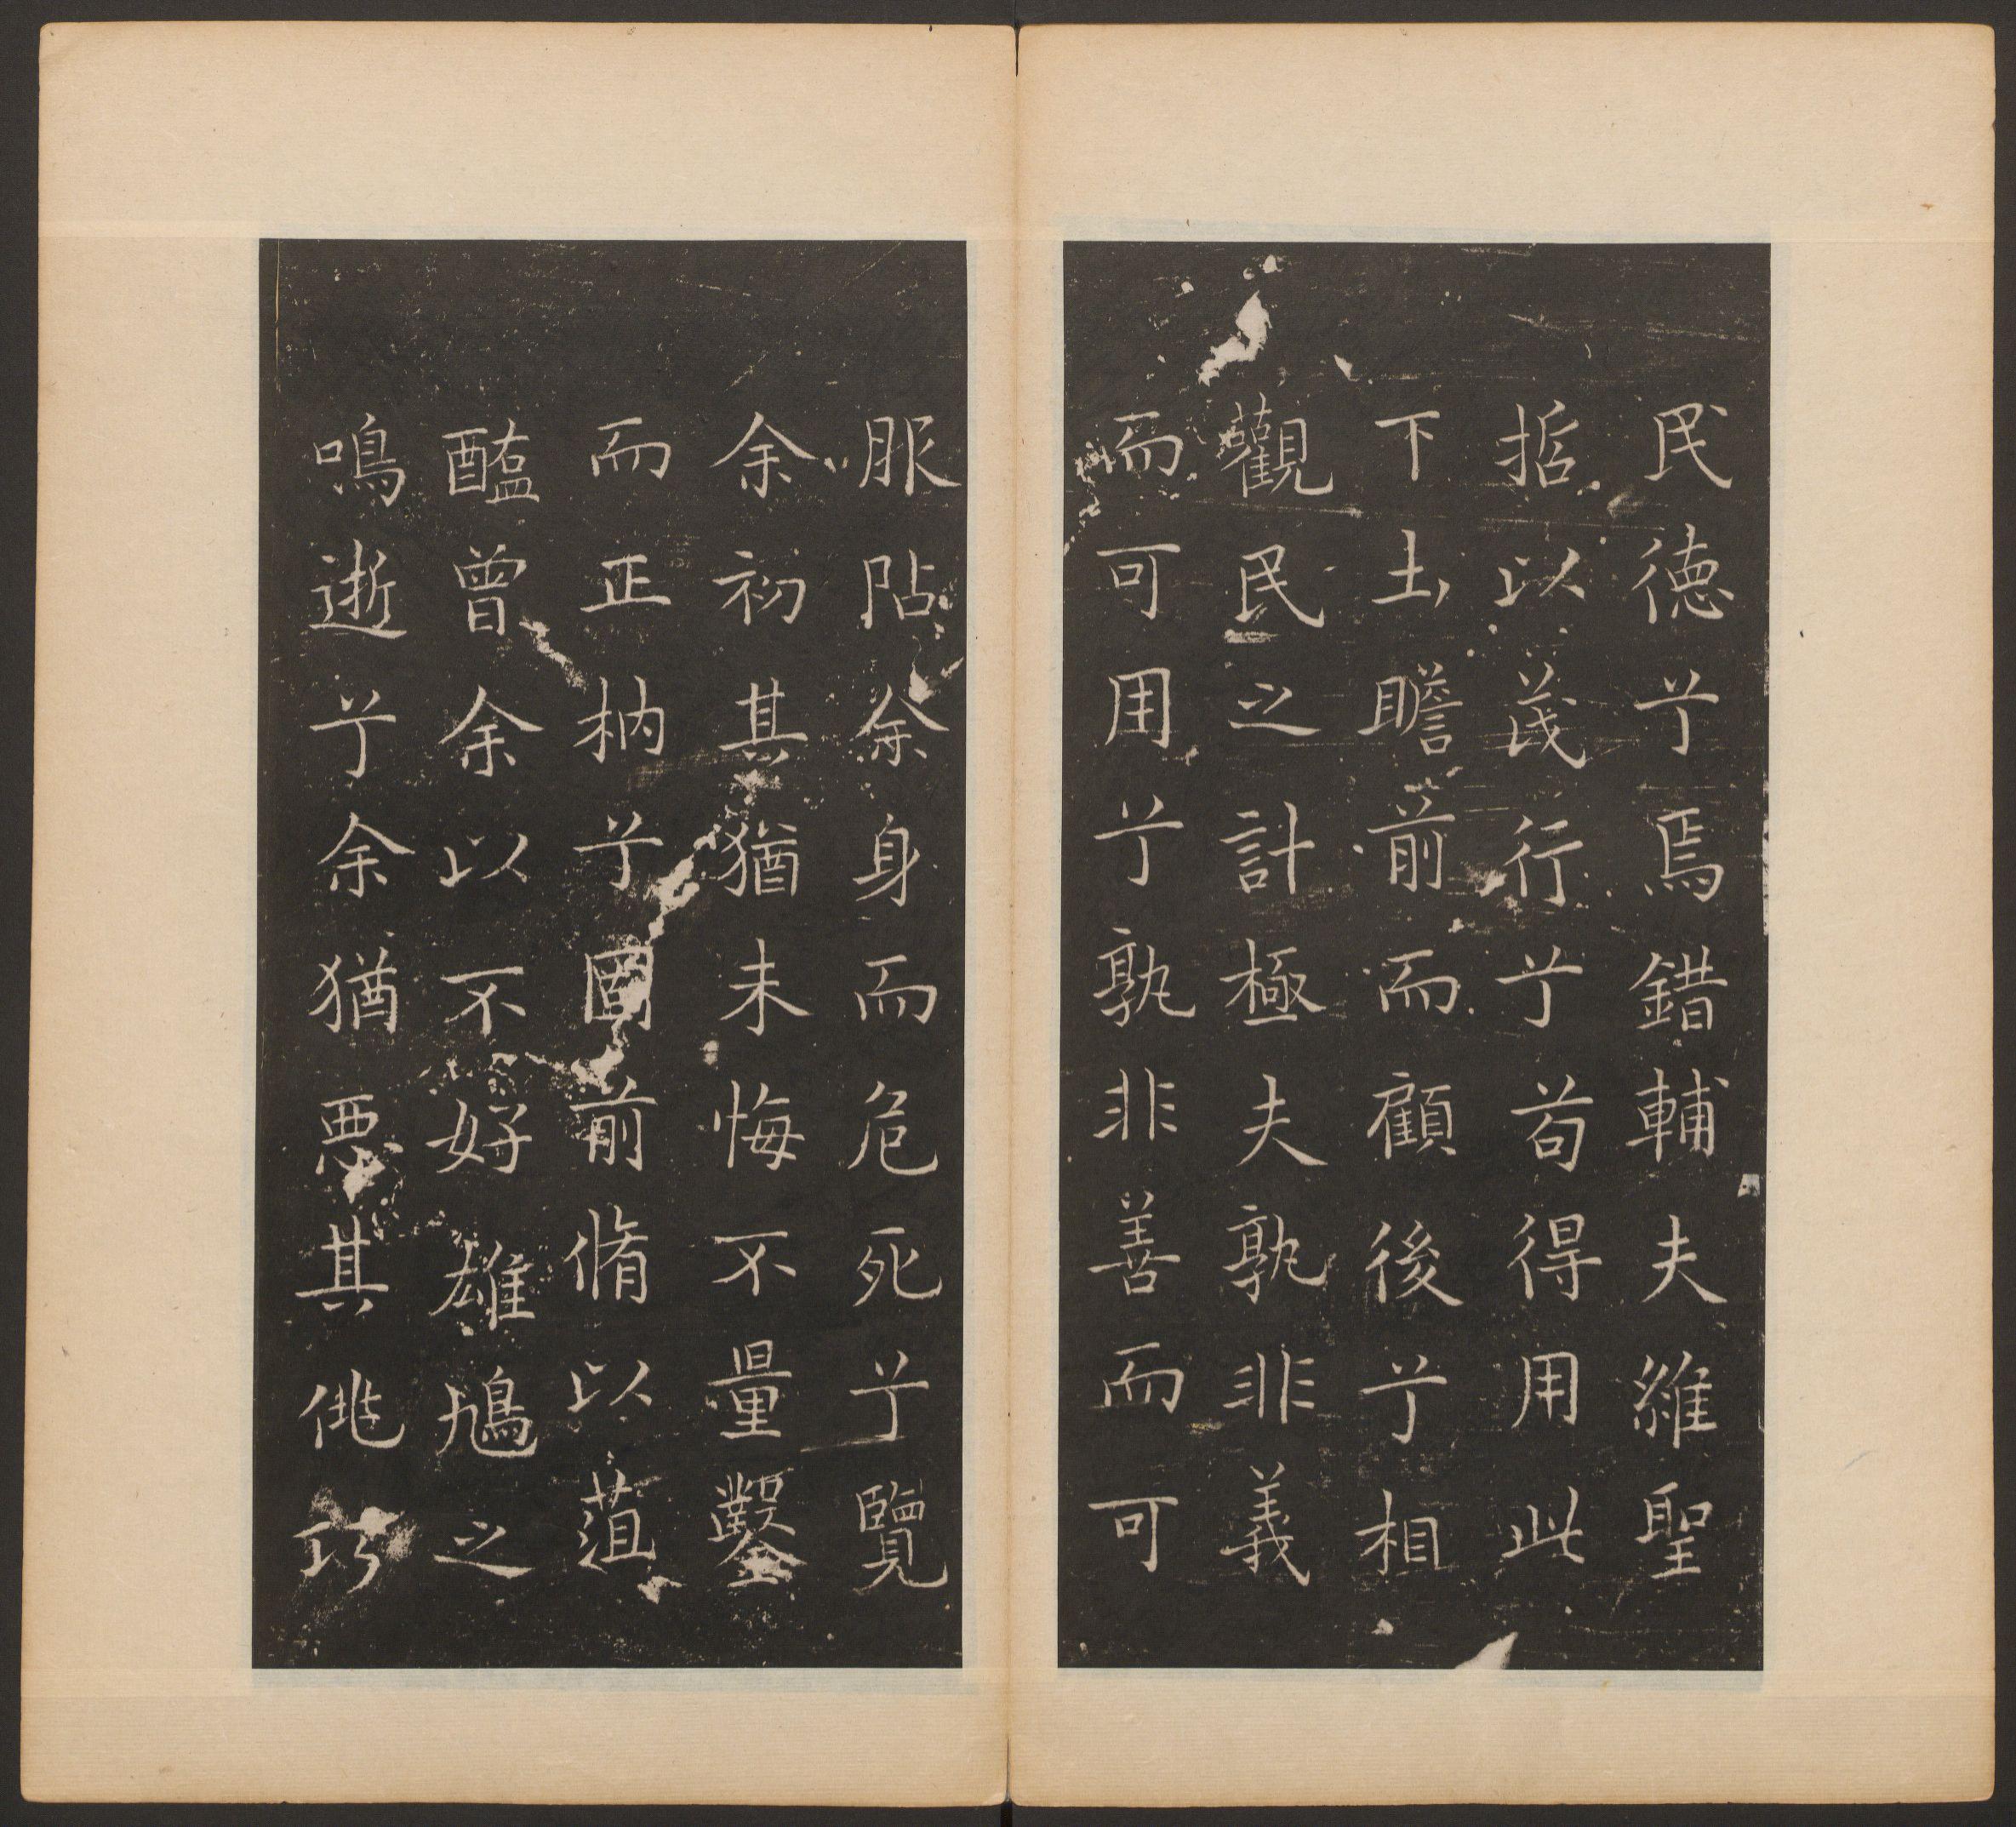 民徳兮焉錯輔夫維聖
哲以茂行兮苟得用此
下土瞻前而顧後兮相
觀民之計極夫孰非義
而可用兮孰非善而可
服阽余身而危死兮覽
余初其猶未悔不量鑿
而正枘兮固前脩以菹
醢曾余以不好雄鳩之
鳴逝兮余猶悪其佻巧